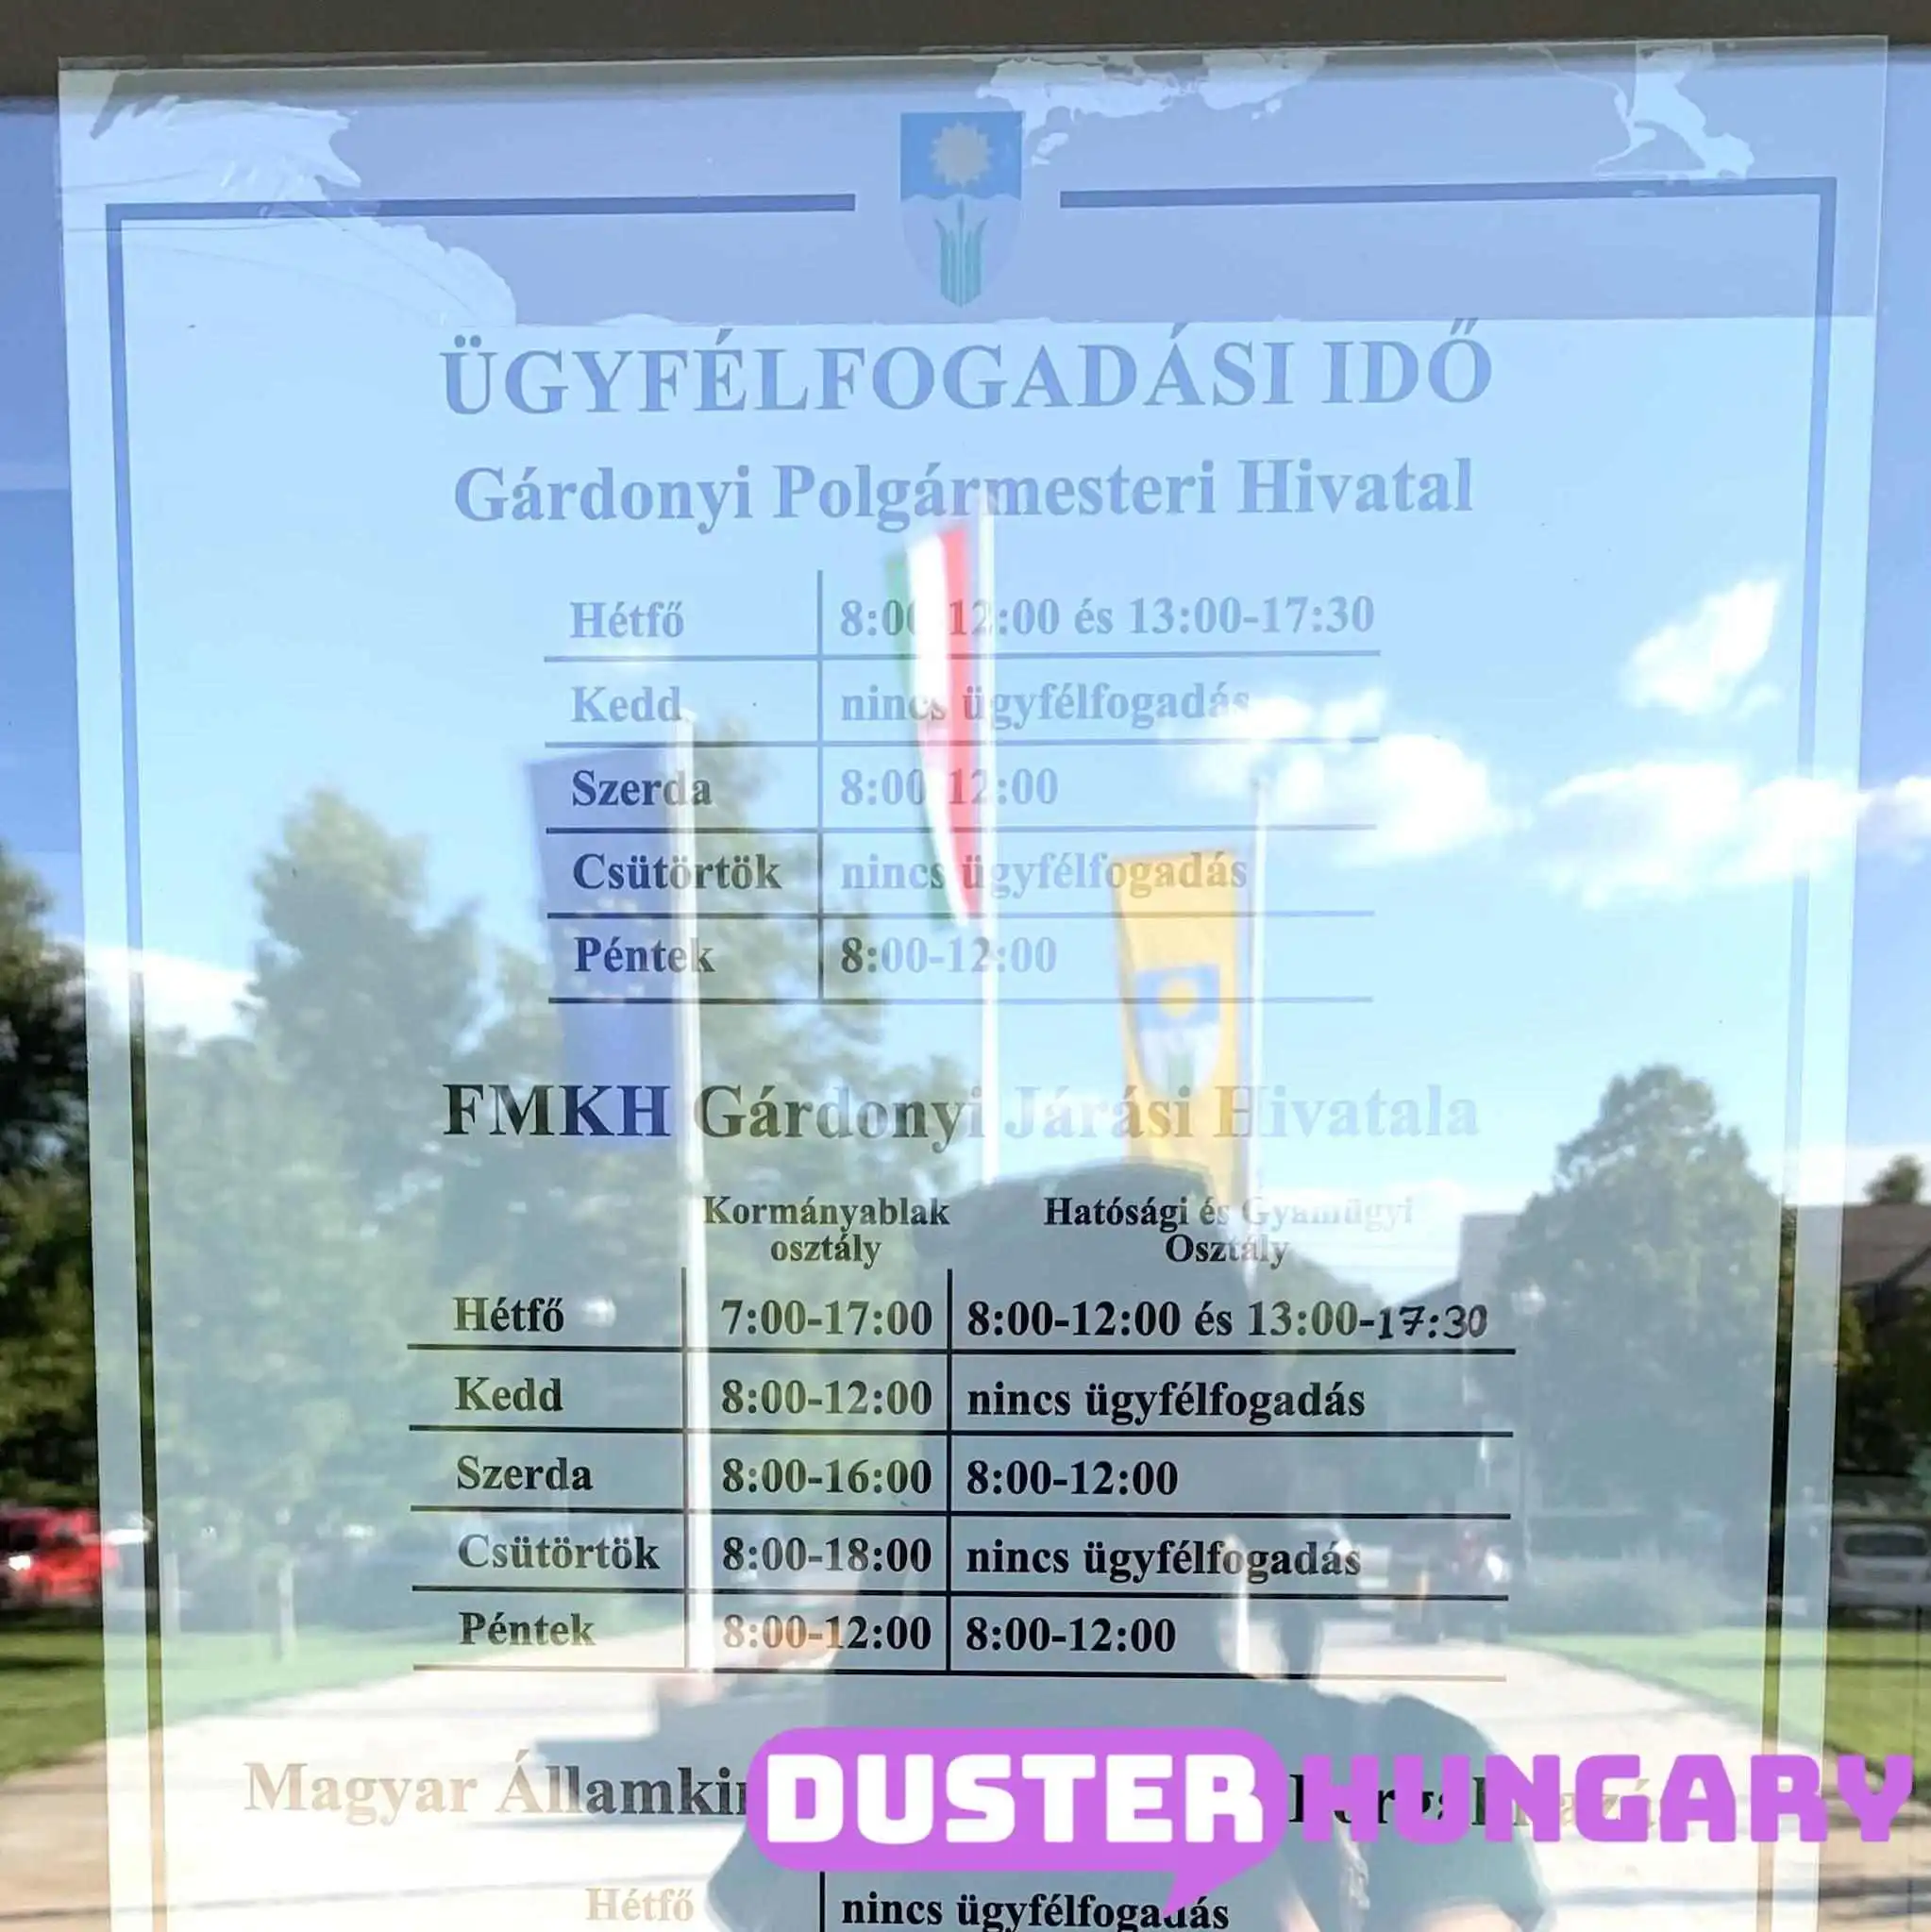 ÜGYFÉLFOGADÁSI IDŐ
Gárdonyi Polgármesteri Hivatal
Hétfő 8:00-12:00 és 13:00-17:30
Kedd nincs ügyfélfogadás
Szerda 8:00-12:00
Csütörtök nincs ügyfélfogadás
Péntek 8:00-12:00
FMKH Gárdonyi Járási Hivatala
Kormányablak osztály
Hatósági és Gyámügyi Osztály
Hétfő 7:00-17:00 8:00-12:00 és 13:00-17:30
Kedd 8:00-12:00 nincs ügyfélfogadás
Szerda 8:00-16:00 8:00-12:00
Csütörtök 8:00-18:00 nincs ügyfélfogadás
Péntek 8:00-12:00 8:00-12:00
Magyar
DUSTER HUNGARY
Hétfő nincs ügyfélfogadás